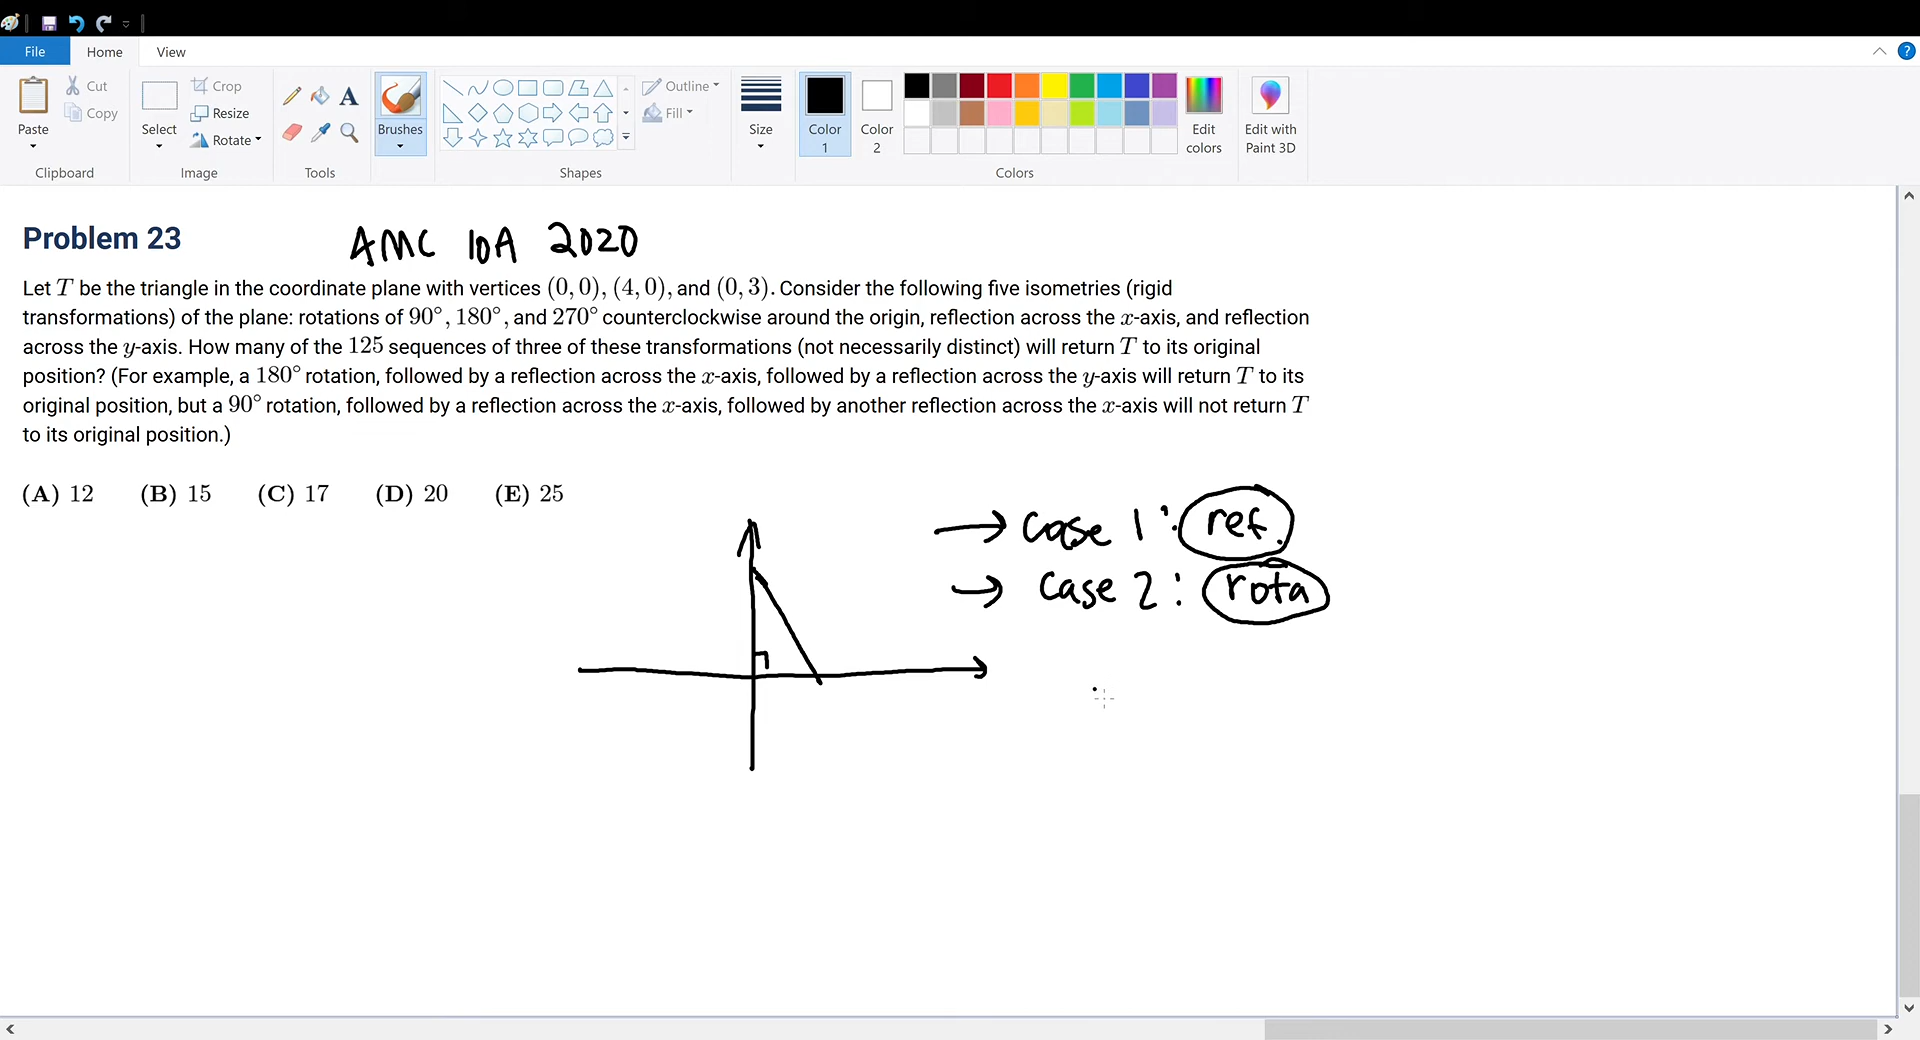 File Home View
Paste
Cut
Copy
Clipboard
Select
Crop
Resize
Rotate
Image
A
Tools
Brushes
Outline
Fill
Shapes
Size
Color 1
Color 2
Edit colors
Colors
Edit with Paint 3D
?
Problem 23 AMC 10A 2020
Let T be the triangle in the coordinate plane with vertices (0, 0), (4, 0), and (0, 3). Consider the following five isometries (rigid
transformations) of the plane: rotations of 90°, 180°, and 270° counterclockwise around the origin, reflection across the x-axis, and reflection
across the y-axis. How many of the 125 sequences of three of these transformations (not necessarily distinct) will return T to its original
position? (For example, a 180° rotation, followed by a reflection across the x-axis, followed by a reflection across the y-axis will return T to its
original position, but a 90° rotation, followed by a reflection across the x-axis, followed by another reflection across the x-axis will not return T
to its original position.)
(A) 12 (B) 15 (C) 17 (D) 20 (E) 25
→ Case 1: ref.
→ Case 2: rota